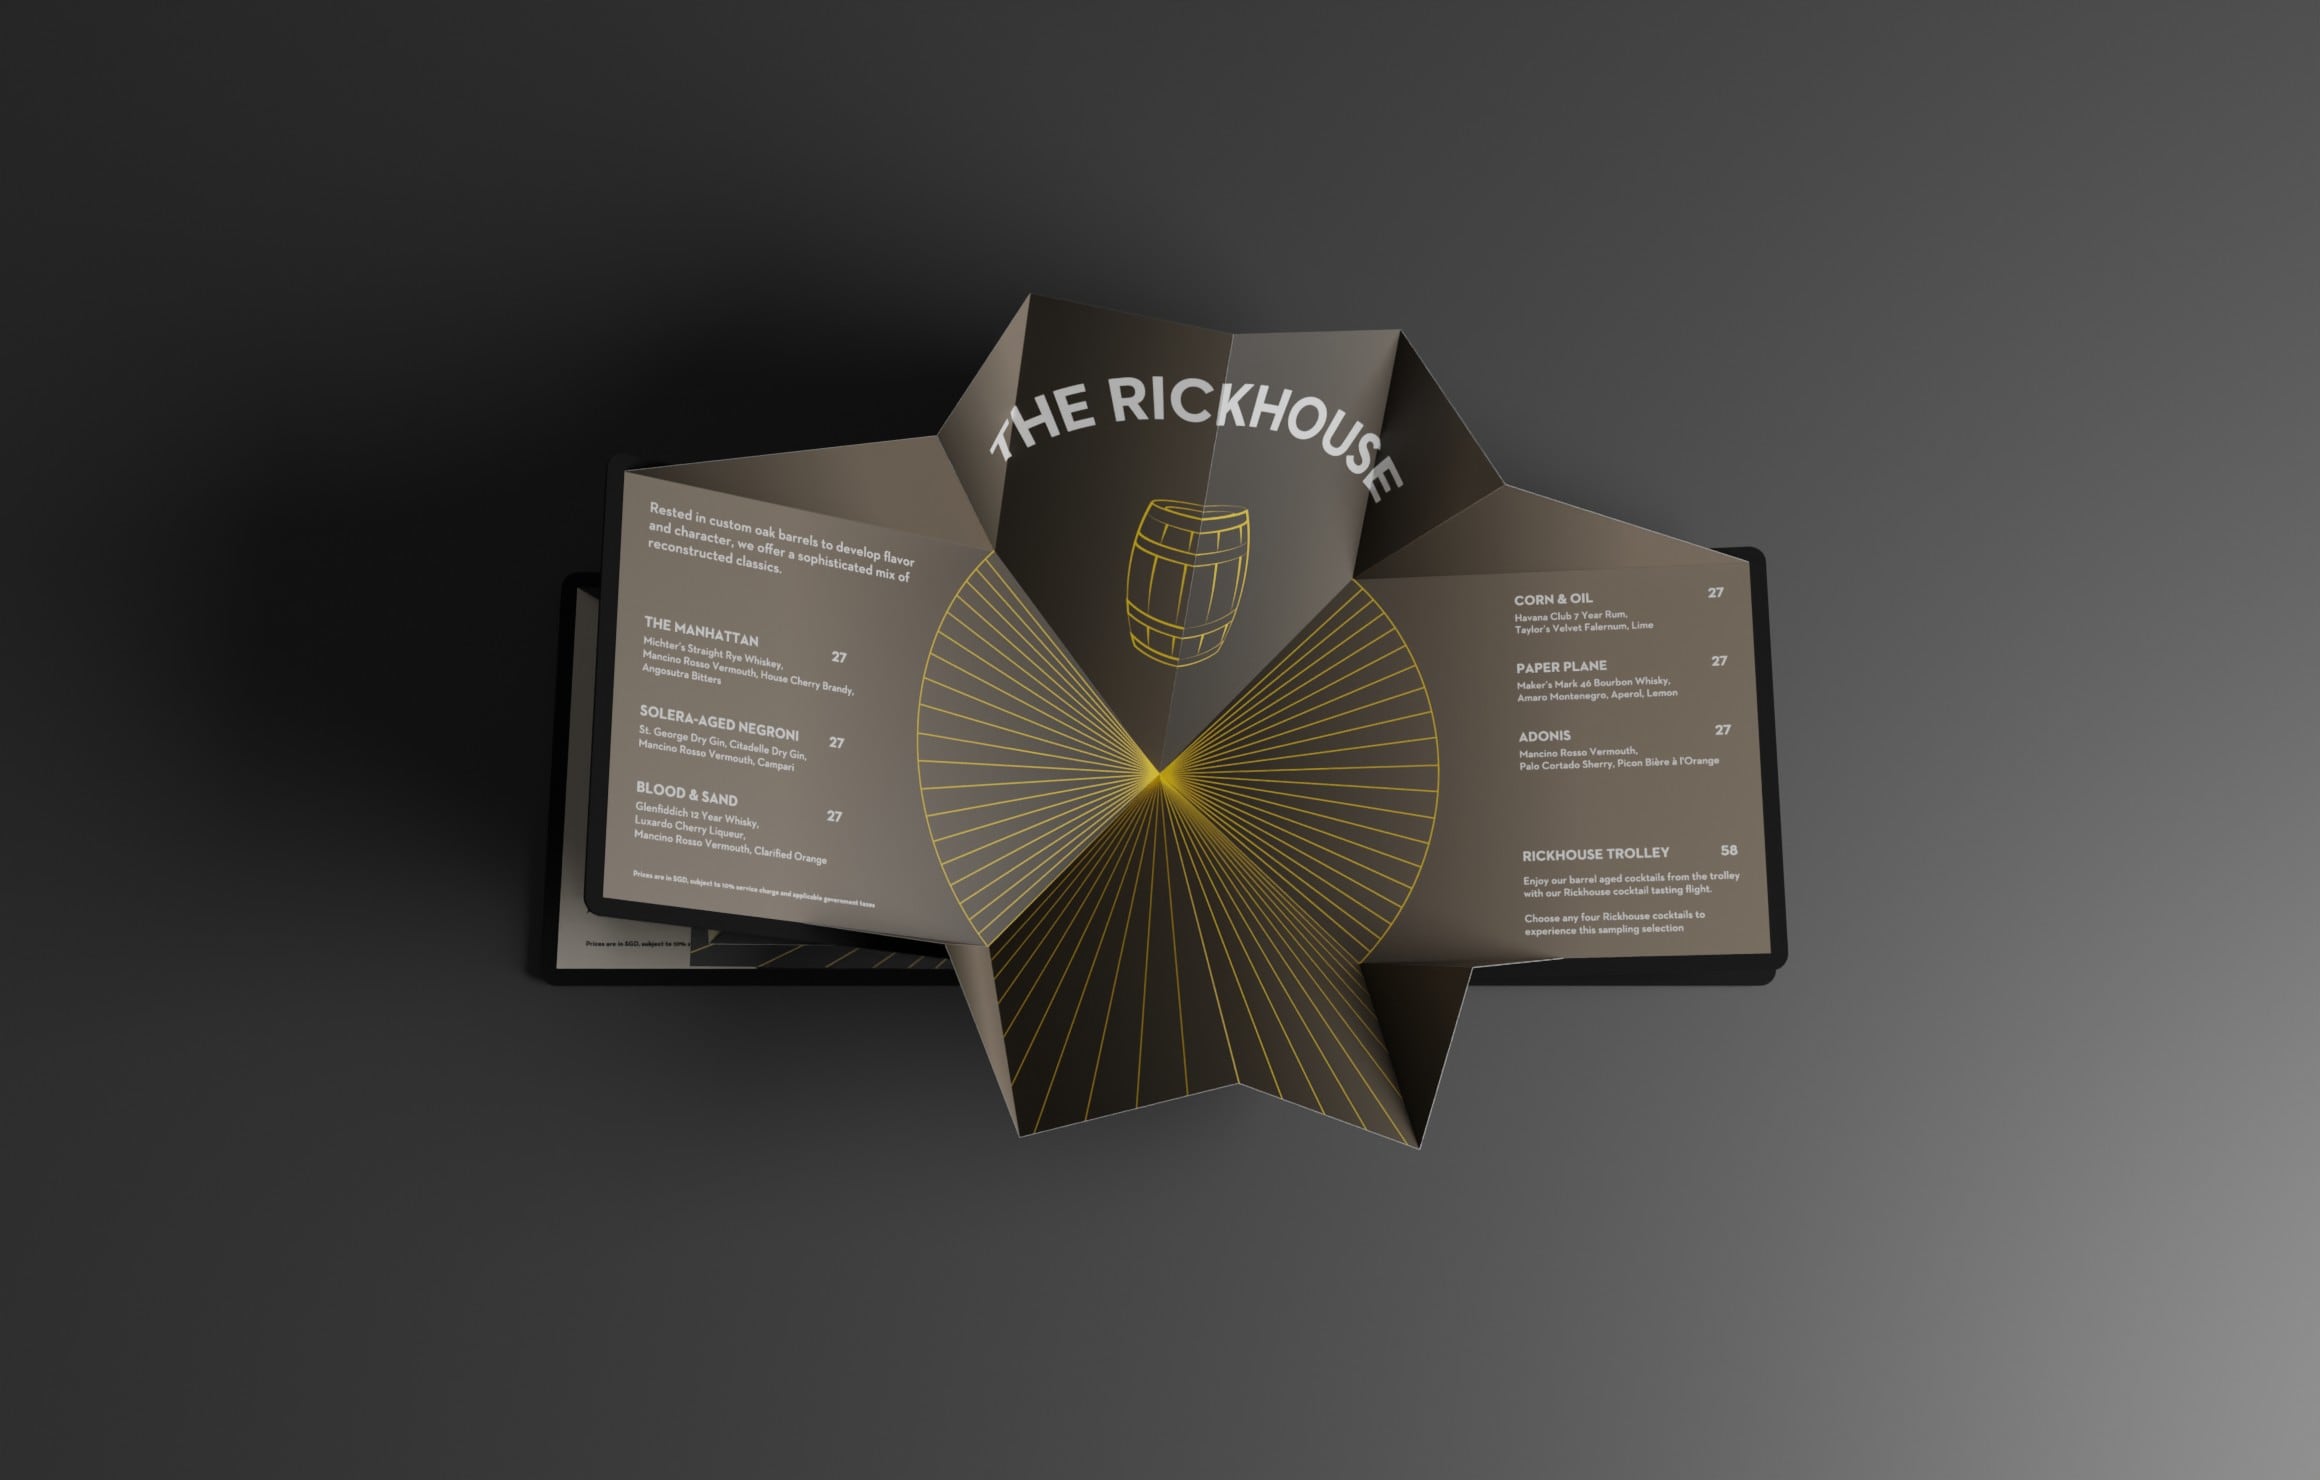 THE RICKHOUSE
Rested in custom oak barrels to develop flavor
and character, we offer a sophisticated mix of
reconstructed classics.
THE MANHATTAN
27
Michter's Straight Rye Whiskey,
Mancino Rosso Vermouth, House Cherry Brandy,
Angosutra Bitters
SOLERA-AGED NEGRONI
27
St. George Dry Gin, Citadelle Dry Gin,
Mancino Rosso Vermouth, Campari
BLOOD & SAND
27
Glenfiddich 12 Year Whisky,
Luxardo Cherry Liqueur,
Mancino Rosso Vermouth, Clarified Orange
Prices are in SGD, subject to 10% service charge and applicable government taxes
Prices are in SGD, subject to 10%
CORN & OIL
27
Havana Club 7 Year Rum,
Taylor's Velvet Falernum, Lime
PAPER PLANE
27
Maker's Mark 46 Bourbon Whisky,
Amaro Montenegro, Aperol, Lemon
ADONIS
27
Mancino Rosso Vermouth,
Palo Cortado Sherry, Picon Bière à l'Orange
RICKHOUSE TROLLEY
58
Enjoy our barrel aged cocktails from the trolley
with our Rickhouse cocktail tasting flight.
Choose any four Rickhouse cocktails to
experience this sampling selection